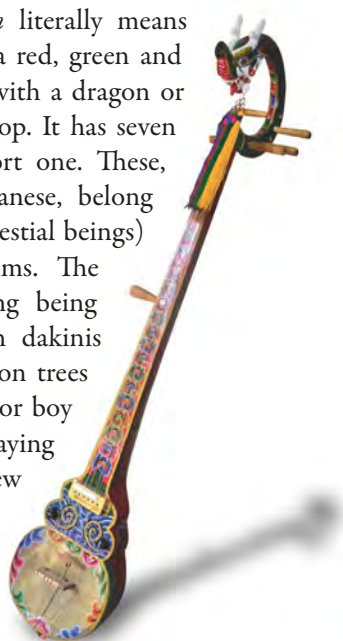 n literally means
a red, green and
with a dragon or
op. It has seven
ort one. These,
anese, belong
estial beings)
ms. The
ng being
n dakinis
on trees
or boy
aying
ew